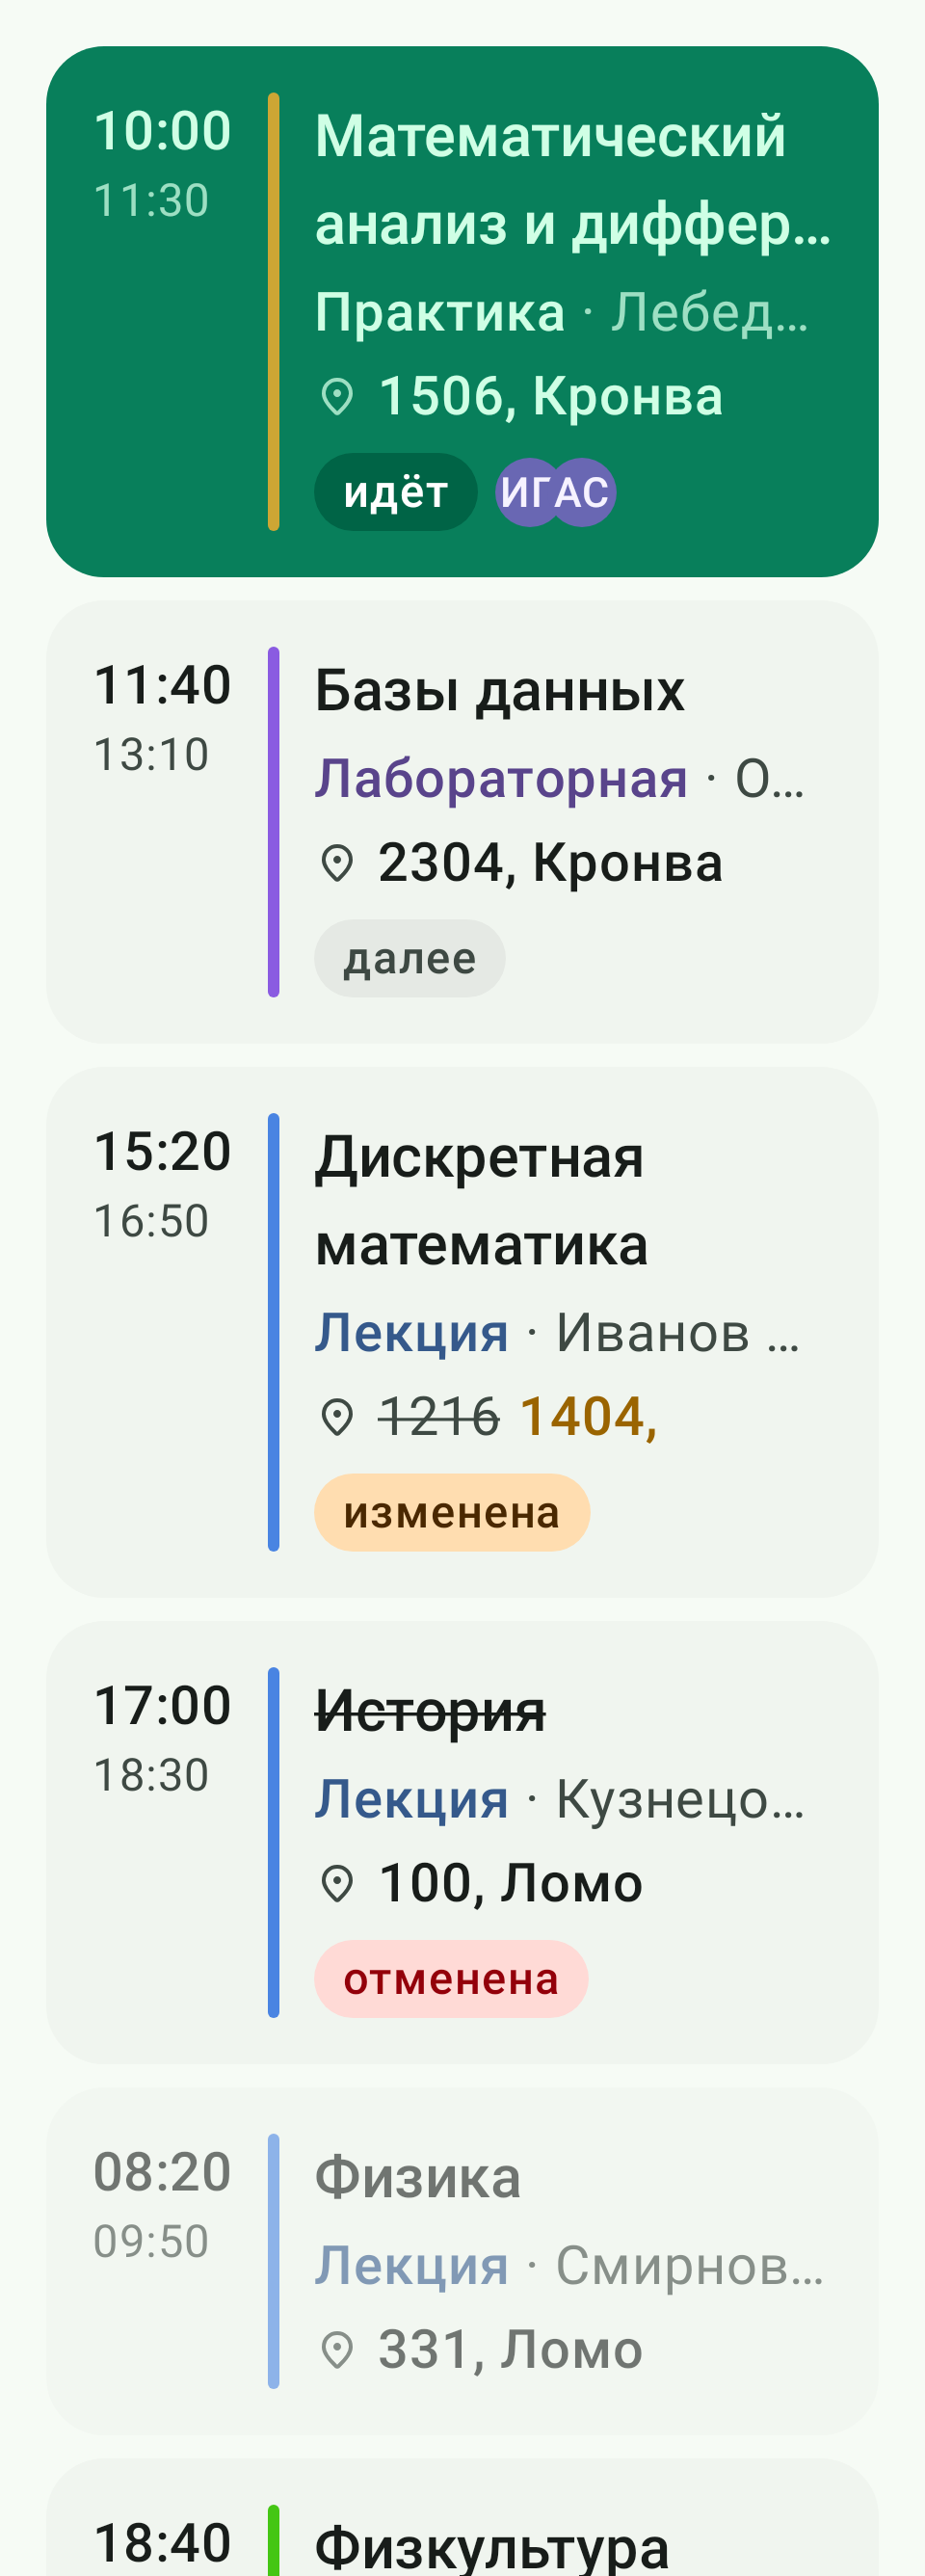 10:00
11:30
Математический
анализ и диффер…
Практика · Лебед…
1506, Кронва
идёт
ИГ АС
11:40
13:10
Базы данных
Лабораторная · О…
2304, Кронва
далее
15:20
16:50
Дискретная
математика
Лекция · Иванов …
1216 1404,
изменена
17:00
18:30
История
Лекция · Кузнецо…
100, Ломо
отменена
08:20
09:50
Физика
Лекция · Смирнов…
331, Ломо
18:40
Физкультура